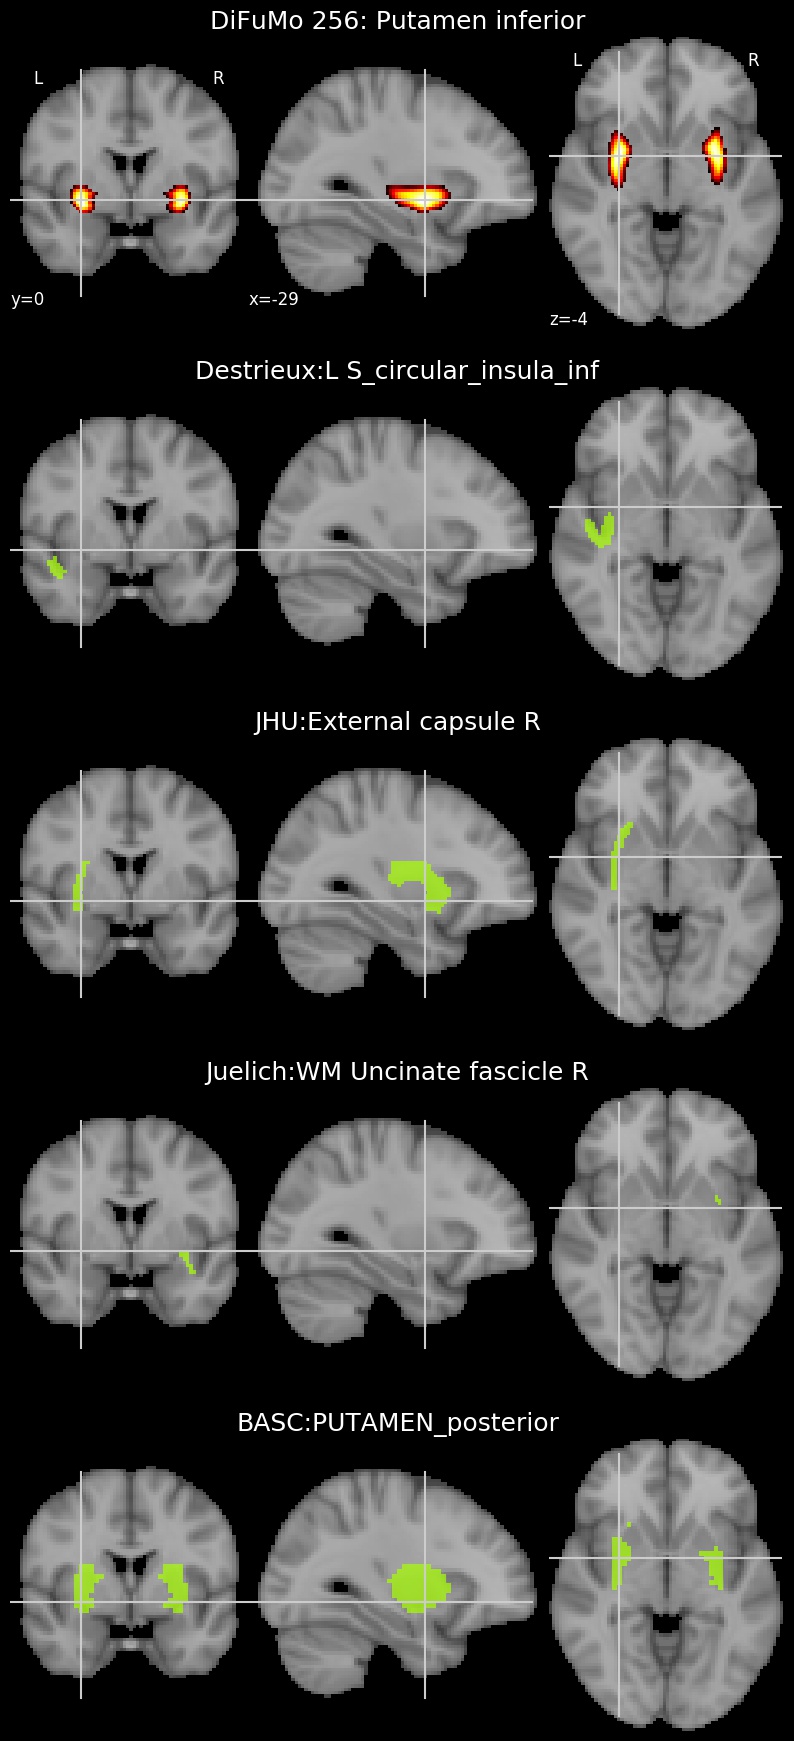 DiFuMo 256: Putamen inferior
L R L R
y=0 x=-29 z=-4
Destrieux:L S_circular_insula_inf
JHU:External capsule R
Juelich:WM Uncinate fascicle R
BASC:PUTAMEN_posterior